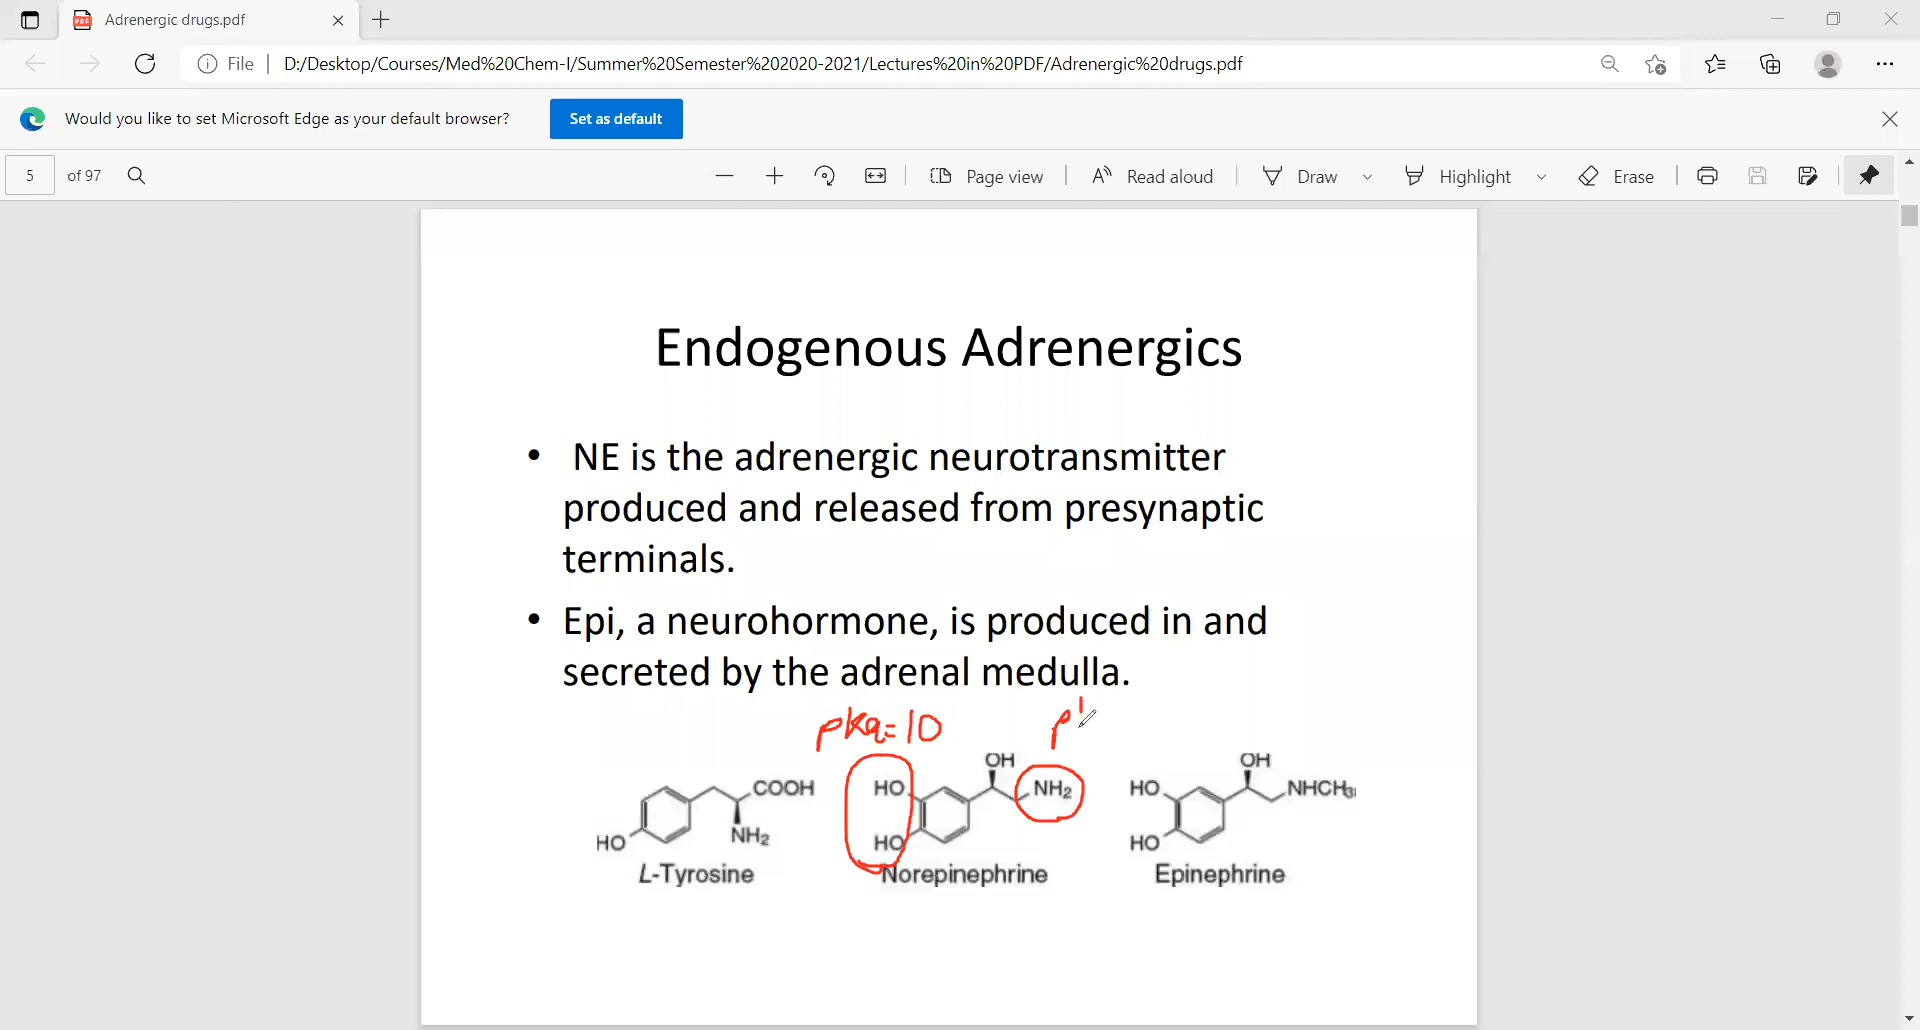 Adrenergic drugs.pdf
File | D:/Desktop/Courses/Med%20Chem-I/Summer%20Semester%202020-2021/Lectures%20in%20PDF/Adrenergic%20drugs.pdf
Would you like to set Microsoft Edge as your default browser? Set as default
5 of 97 Page view Read aloud Draw Highlight Erase
Endogenous Adrenergics
• NE is the adrenergic neurotransmitter
produced and released from presynaptic
terminals.
• Epi, a neurohormone, is produced in and
secreted by the adrenal medulla.
pka=10 p
OH OH
COOH HO NH2 HO NHCH3
HO NH2 HO HO
L-Tyrosine Norepinephrine Epinephrine